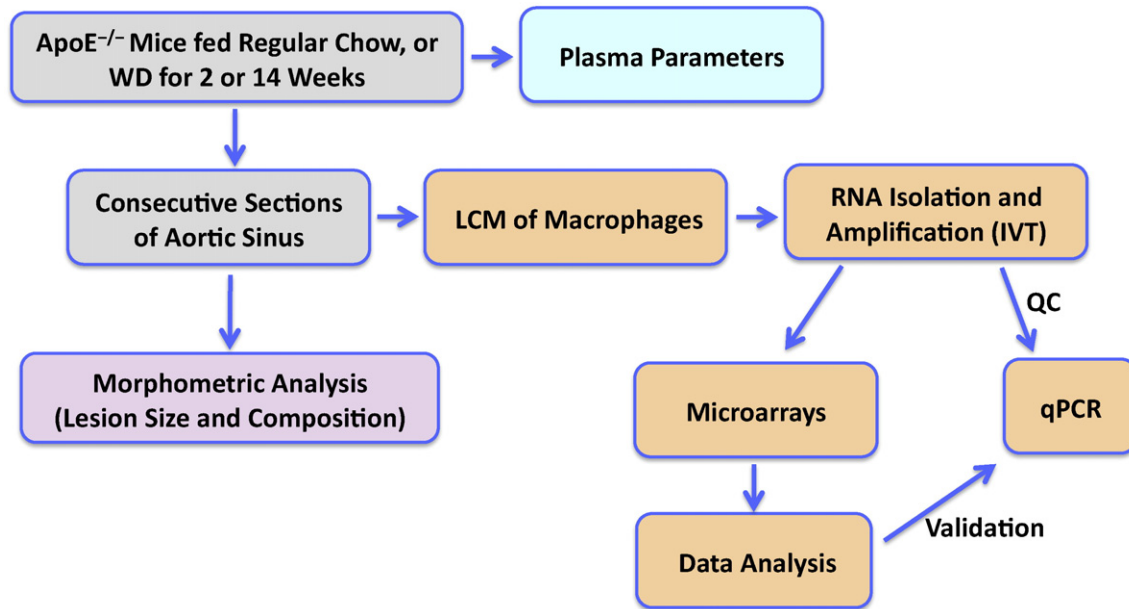 ApoE⁻/⁻ Mice fed Regular Chow, or
WD for 2 or 14 Weeks
Plasma Parameters
Consecutive Sections
of Aortic Sinus
LCM of Macrophages
RNA Isolation and
Amplification (IVT)
QC
Morphometric Analysis
(Lesion Size and Composition)
Microarrays
qPCR
Validation
Data Analysis